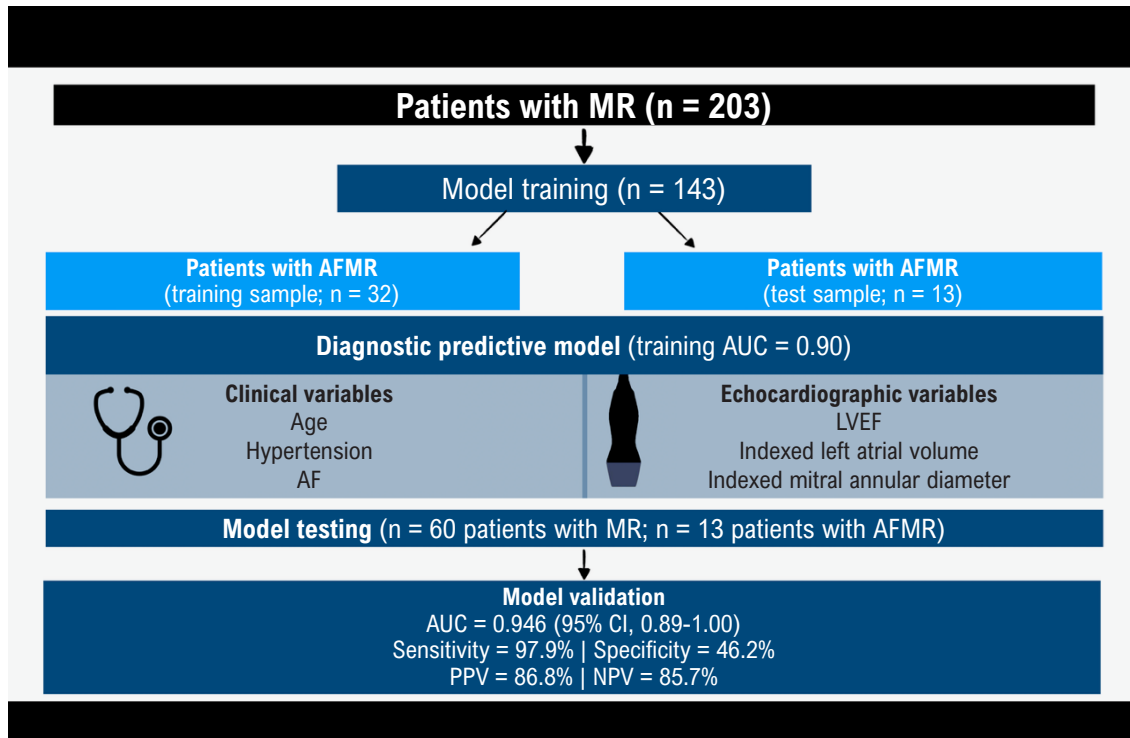 Patients with MR (n = 203)
Model training (n = 143)
Patients with AFMR
(training sample; n = 32)
Patients with AFMR
(test sample; n = 13)
Diagnostic predictive model (training AUC = 0.90)
Clinical variables
Age
Hypertension
AF
Echocardiographic variables
LVEF
Indexed left atrial volume
Indexed mitral annular diameter
Model testing (n = 60 patients with MR; n = 13 patients with AFMR)
Model validation
AUC = 0.946 (95% CI, 0.89-1.00)
Sensitivity = 97.9% | Specificity = 46.2%
PPV = 86.8% | NPV = 85.7%